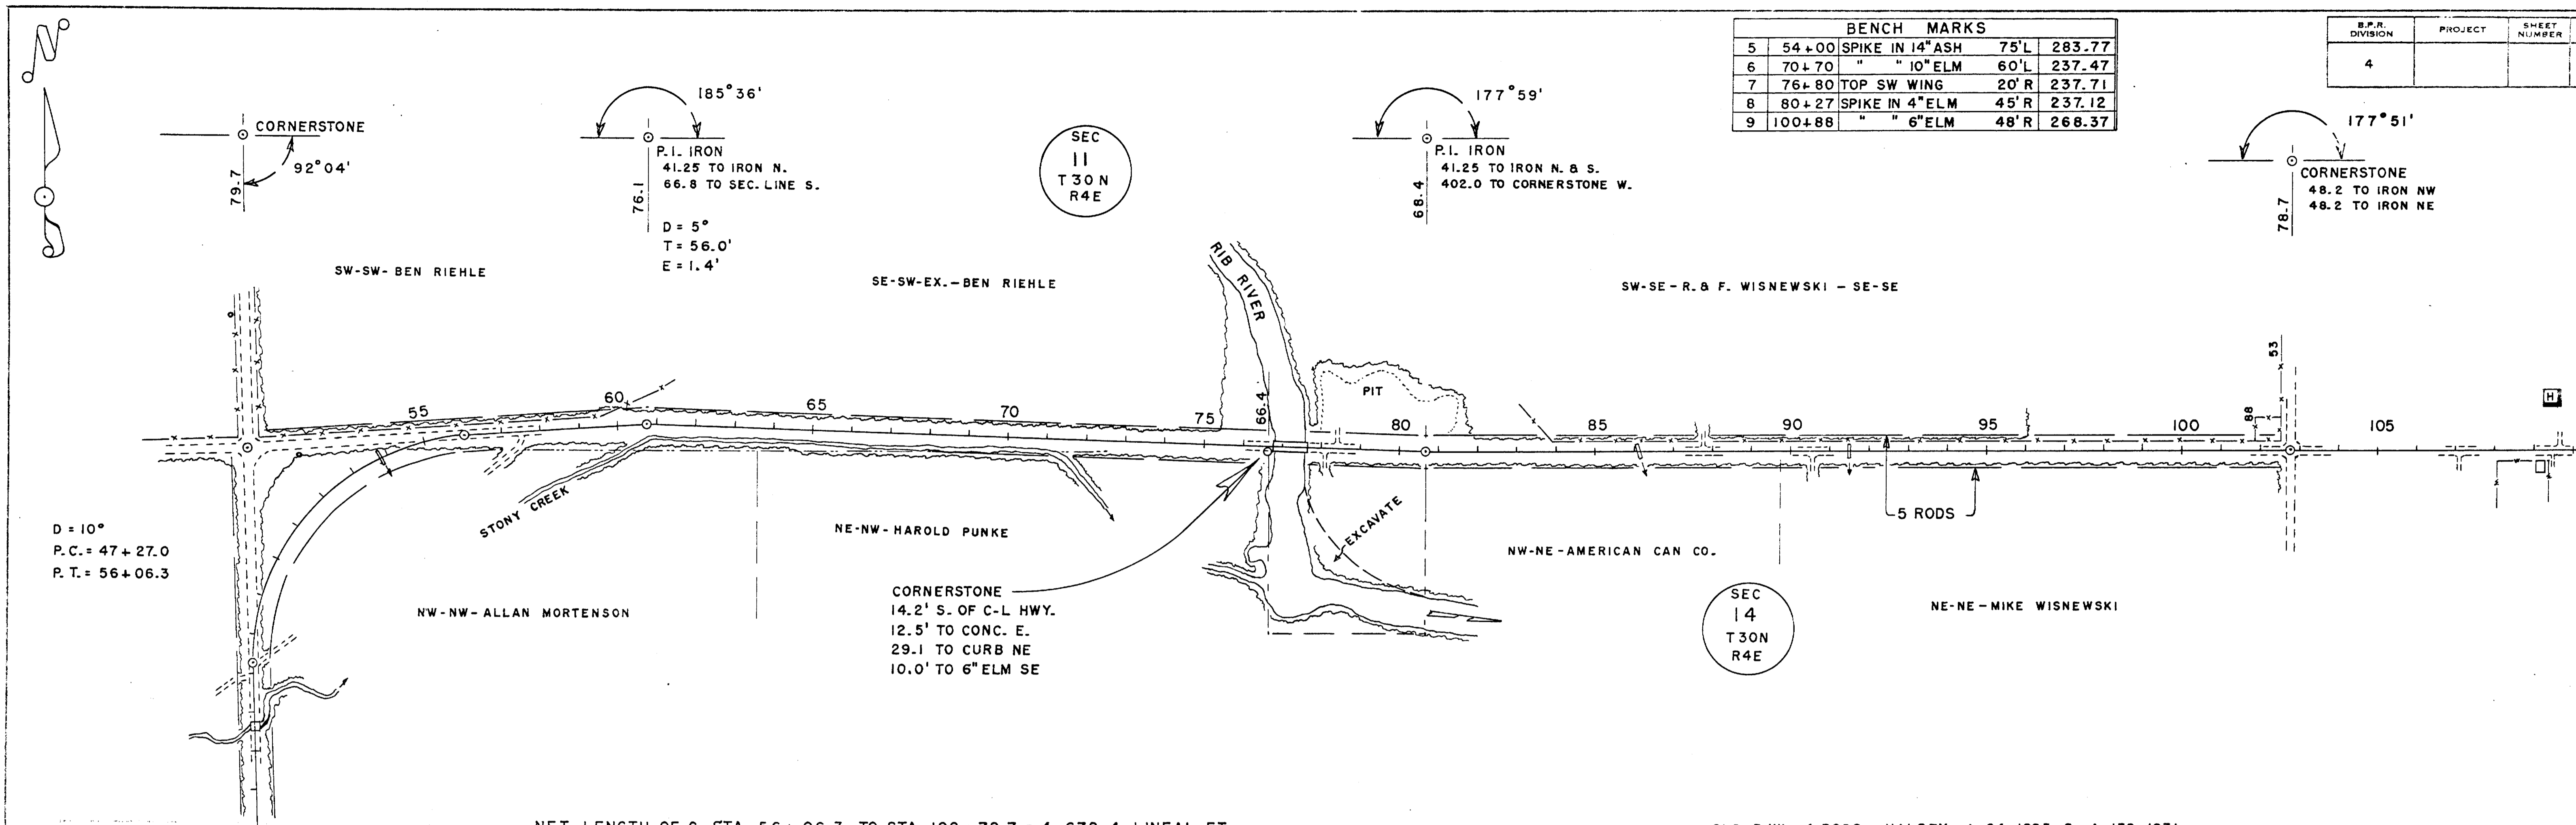 N
BENCH MARKS
5 54+00 SPIKE IN 14" ASH 75'L 283.77
6 70+70 " " 10" ELM 60'L 237.47
7 76+80 TOP SW WING 20'R 237.71
8 80+27 SPIKE IN 4" ELM 45'R 237.12
9 100+88 " " 6" ELM 48'R 268.37
B.P.R. DIVISION PROJECT SHEET NUMBER
4
CORNERSTONE
92°04'
79.7
185°36'
P.I. IRON
41.25 TO IRON N.
66.8 TO SEC. LINE S.
76.1
D = 5°
T = 56.0'
E = 1.4'
SEC
11
T30N
R4E
177°59'
P.I. IRON
41.25 TO IRON N. & S.
402.0 TO CORNERSTONE W.
68.4
177°51'
CORNERSTONE
48.2 TO IRON NW
48.2 TO IRON NE
78.7
SW-SW-BEN RIEHLE
SE-SW-EX.-BEN RIEHLE
RIB RIVER
SW-SE-R. & F. WISNEWSKI - SE-SE
PIT
66.4
53
88
H
55 60 65 70 75 80 85 90 95 100 105
STONY CREEK
EXCAVATE
5 RODS
D = 10°
P.C. = 47+27.0
P.T. = 56+06.3
NE-NW-HAROLD PUNKE
NW-NE-AMERICAN CAN CO.
NW-NW-ALLAN MORTENSON
CORNERSTONE
14.2' S. OF C-L HWY.
12.5' TO CONC. E.
29.1 TO CURB NE
10.0' TO 6" ELM SE
SEC
14
T30N
R4E
NE-NE-MIKE WISNEWSKI